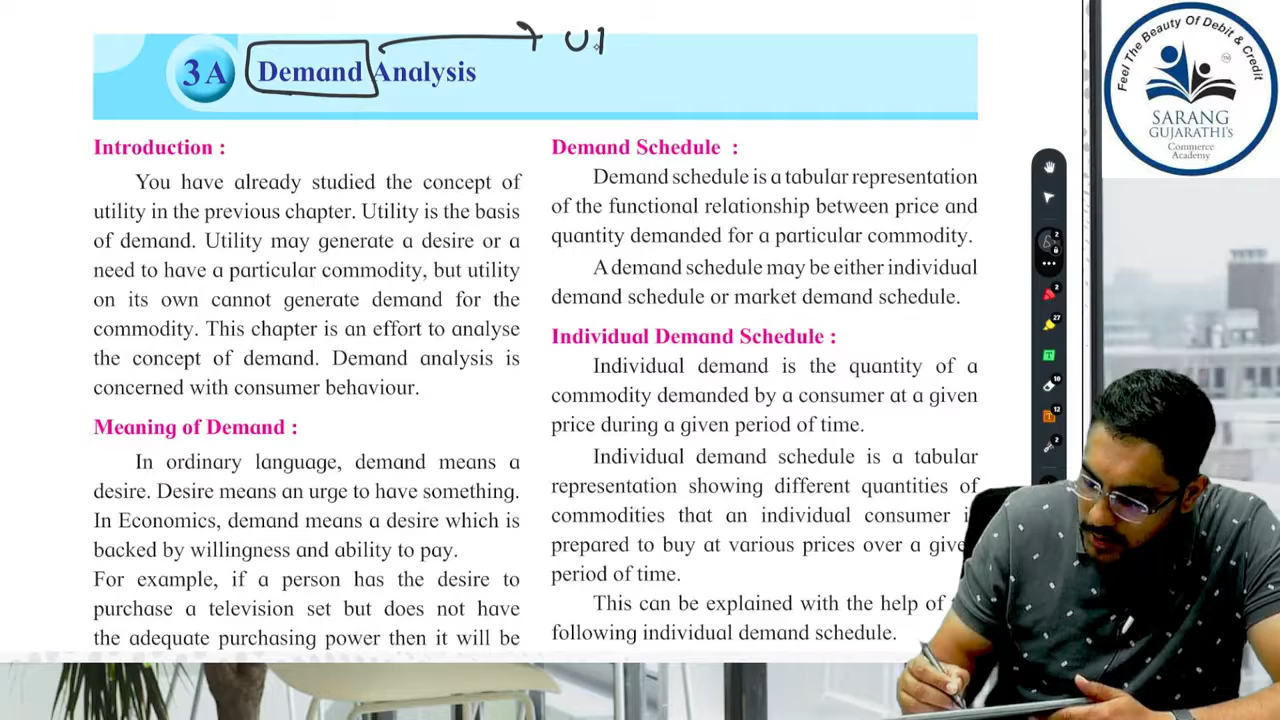 3A Demand Analysis
Introduction :
You have already studied the concept of
utility in the previous chapter. Utility is the basis
of demand. Utility may generate a desire or a
need to have a particular commodity, but utility
on its own cannot generate demand for the
commodity. This chapter is an effort to analyse
the concept of demand. Demand analysis is
concerned with consumer behaviour.
Meaning of Demand :
In ordinary language, demand means a
desire. Desire means an urge to have something.
In Economics, demand means a desire which is
backed by willingness and ability to pay.
For example, if a person has the desire to
purchase a television set but does not have
the adequate purchasing power then it will be
Demand Schedule :
Demand schedule is a tabular representation
of the functional relationship between price and
quantity demanded for a particular commodity.
A demand schedule may be either individual
demand schedule or market demand schedule.
Individual Demand Schedule :
Individual demand is the quantity of a
commodity demanded by a consumer at a given
price during a given period of time.
Individual demand schedule is a tabular
representation showing different quantities of
commodities that an individual consumer
prepared to buy at various prices over a
period of time.
This can be explained with the help of
following individual demand schedule.
Feel The Beauty Of Debit & Credit
SARANG
GUJARATHI'S
Commerce
Academy